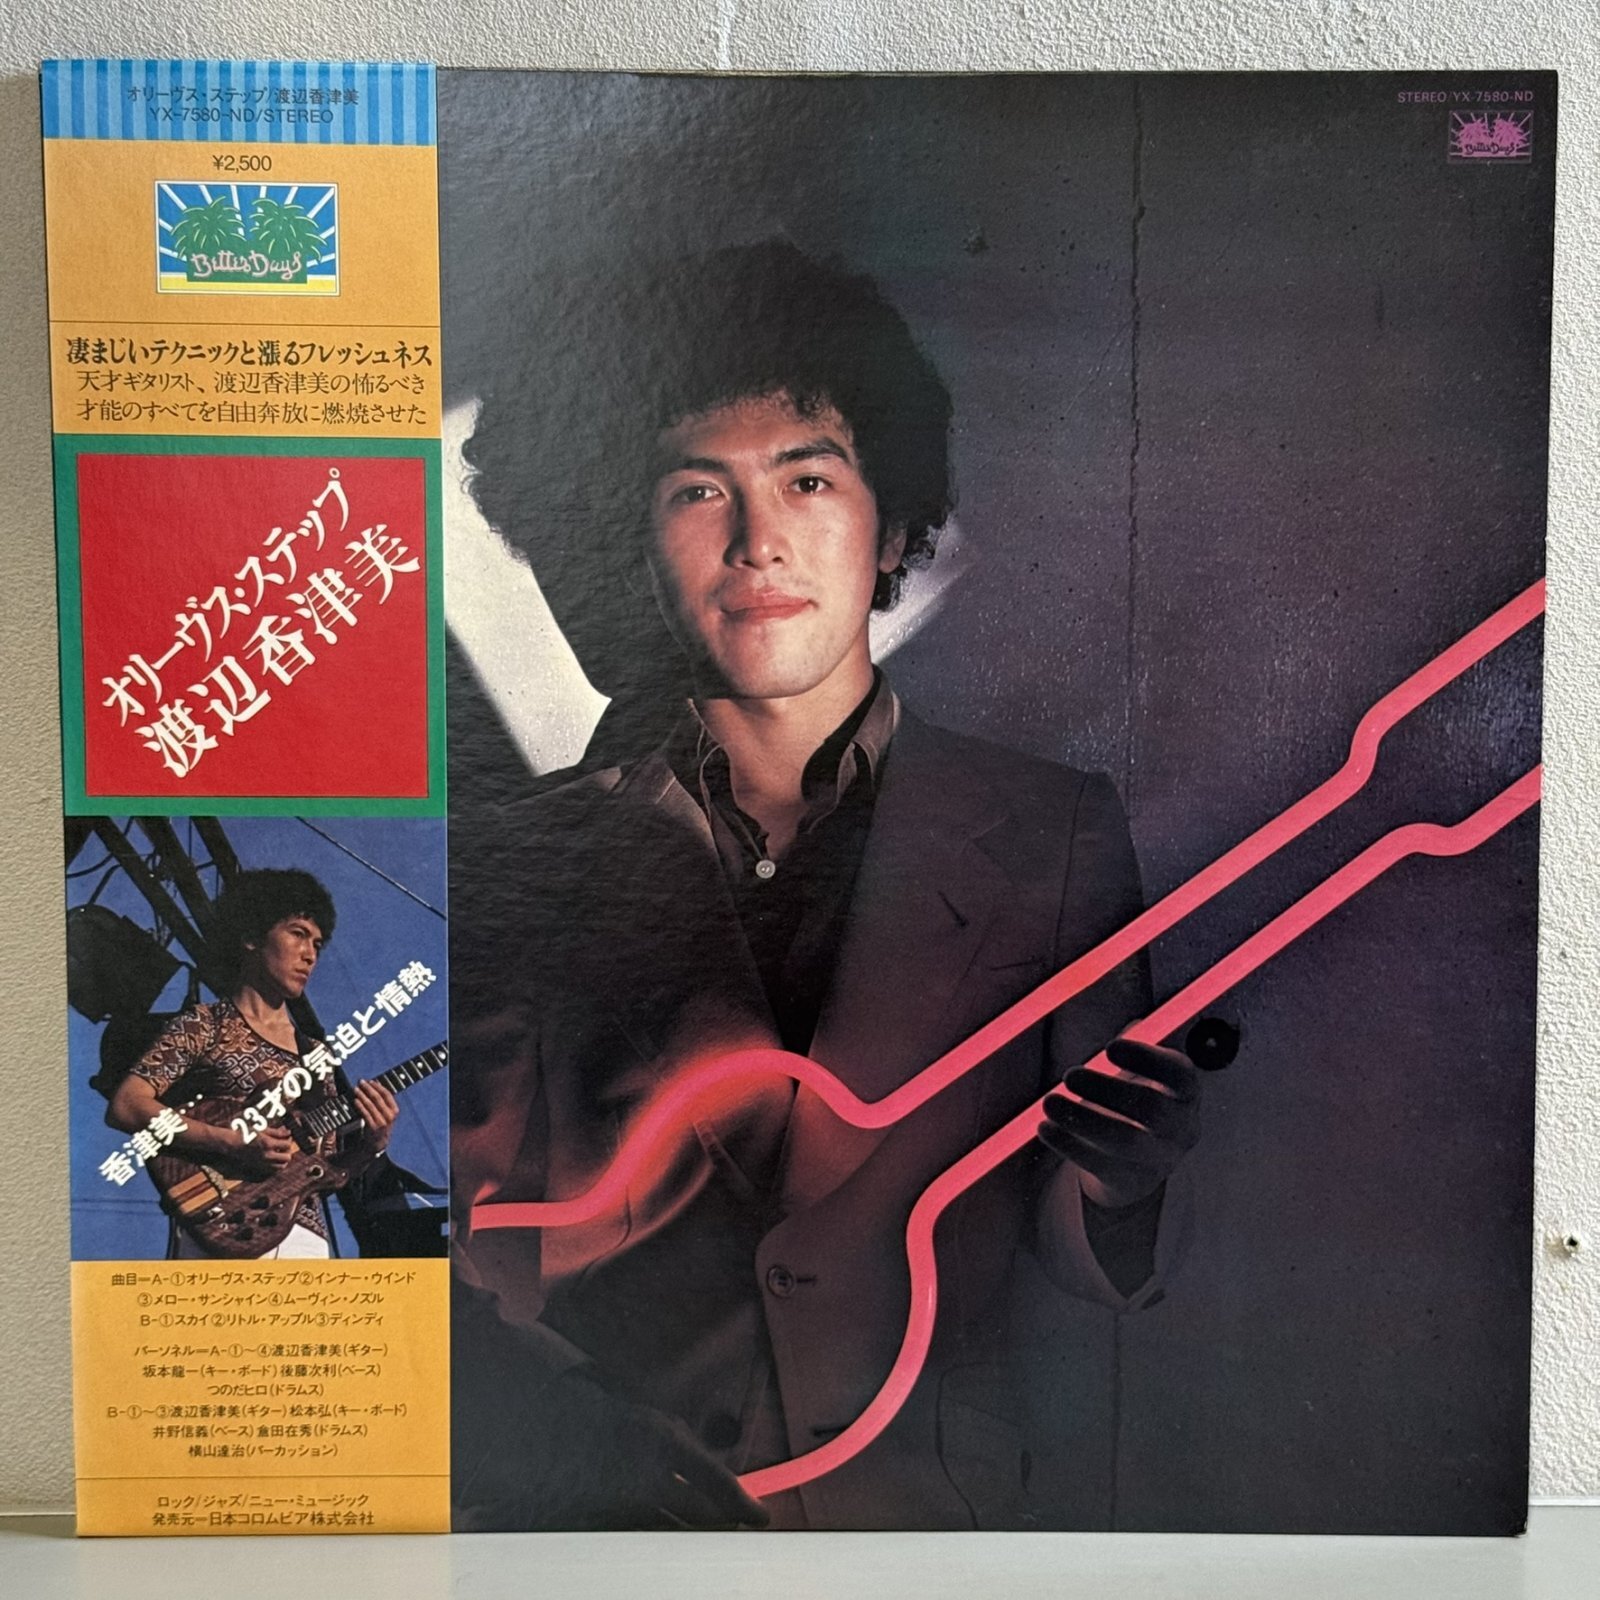 オリーヴス・ステップ/渡辺香津美
YX-7580-ND/STEREO
¥2,500
Better Days
凄まじいテクニックと漲るフレッシュネス
天才ギタリスト、渡辺香津美の怖るべき
才能のすべてを自由奔放に燃焼させた
オリーヴス・ステップ
渡辺香津美
香津美…
23才の気迫と情熱
曲目=A-①オリーヴス・ステップ②インナー・ウインド
③メロー・サンシャイン④ムーヴィン・ノズル
B-①スカイ②リトル・アップル③ディンディ
パーソネル=A-①〜④渡辺香津美(ギター)
坂本龍一(キー・ボード)後藤次利(ベース)
つのだヒロ(ドラムス)
B-①〜③渡辺香津美(ギター)松本弘(キー・ボード)
井野信義(ベース)倉田在秀(ドラムス)
横山達治(パーカッション)
ロック/ジャズ/ニュー・ミュージック
発売元=日本コロムビア株式会社
STEREO/YX-7580-ND
Better Days